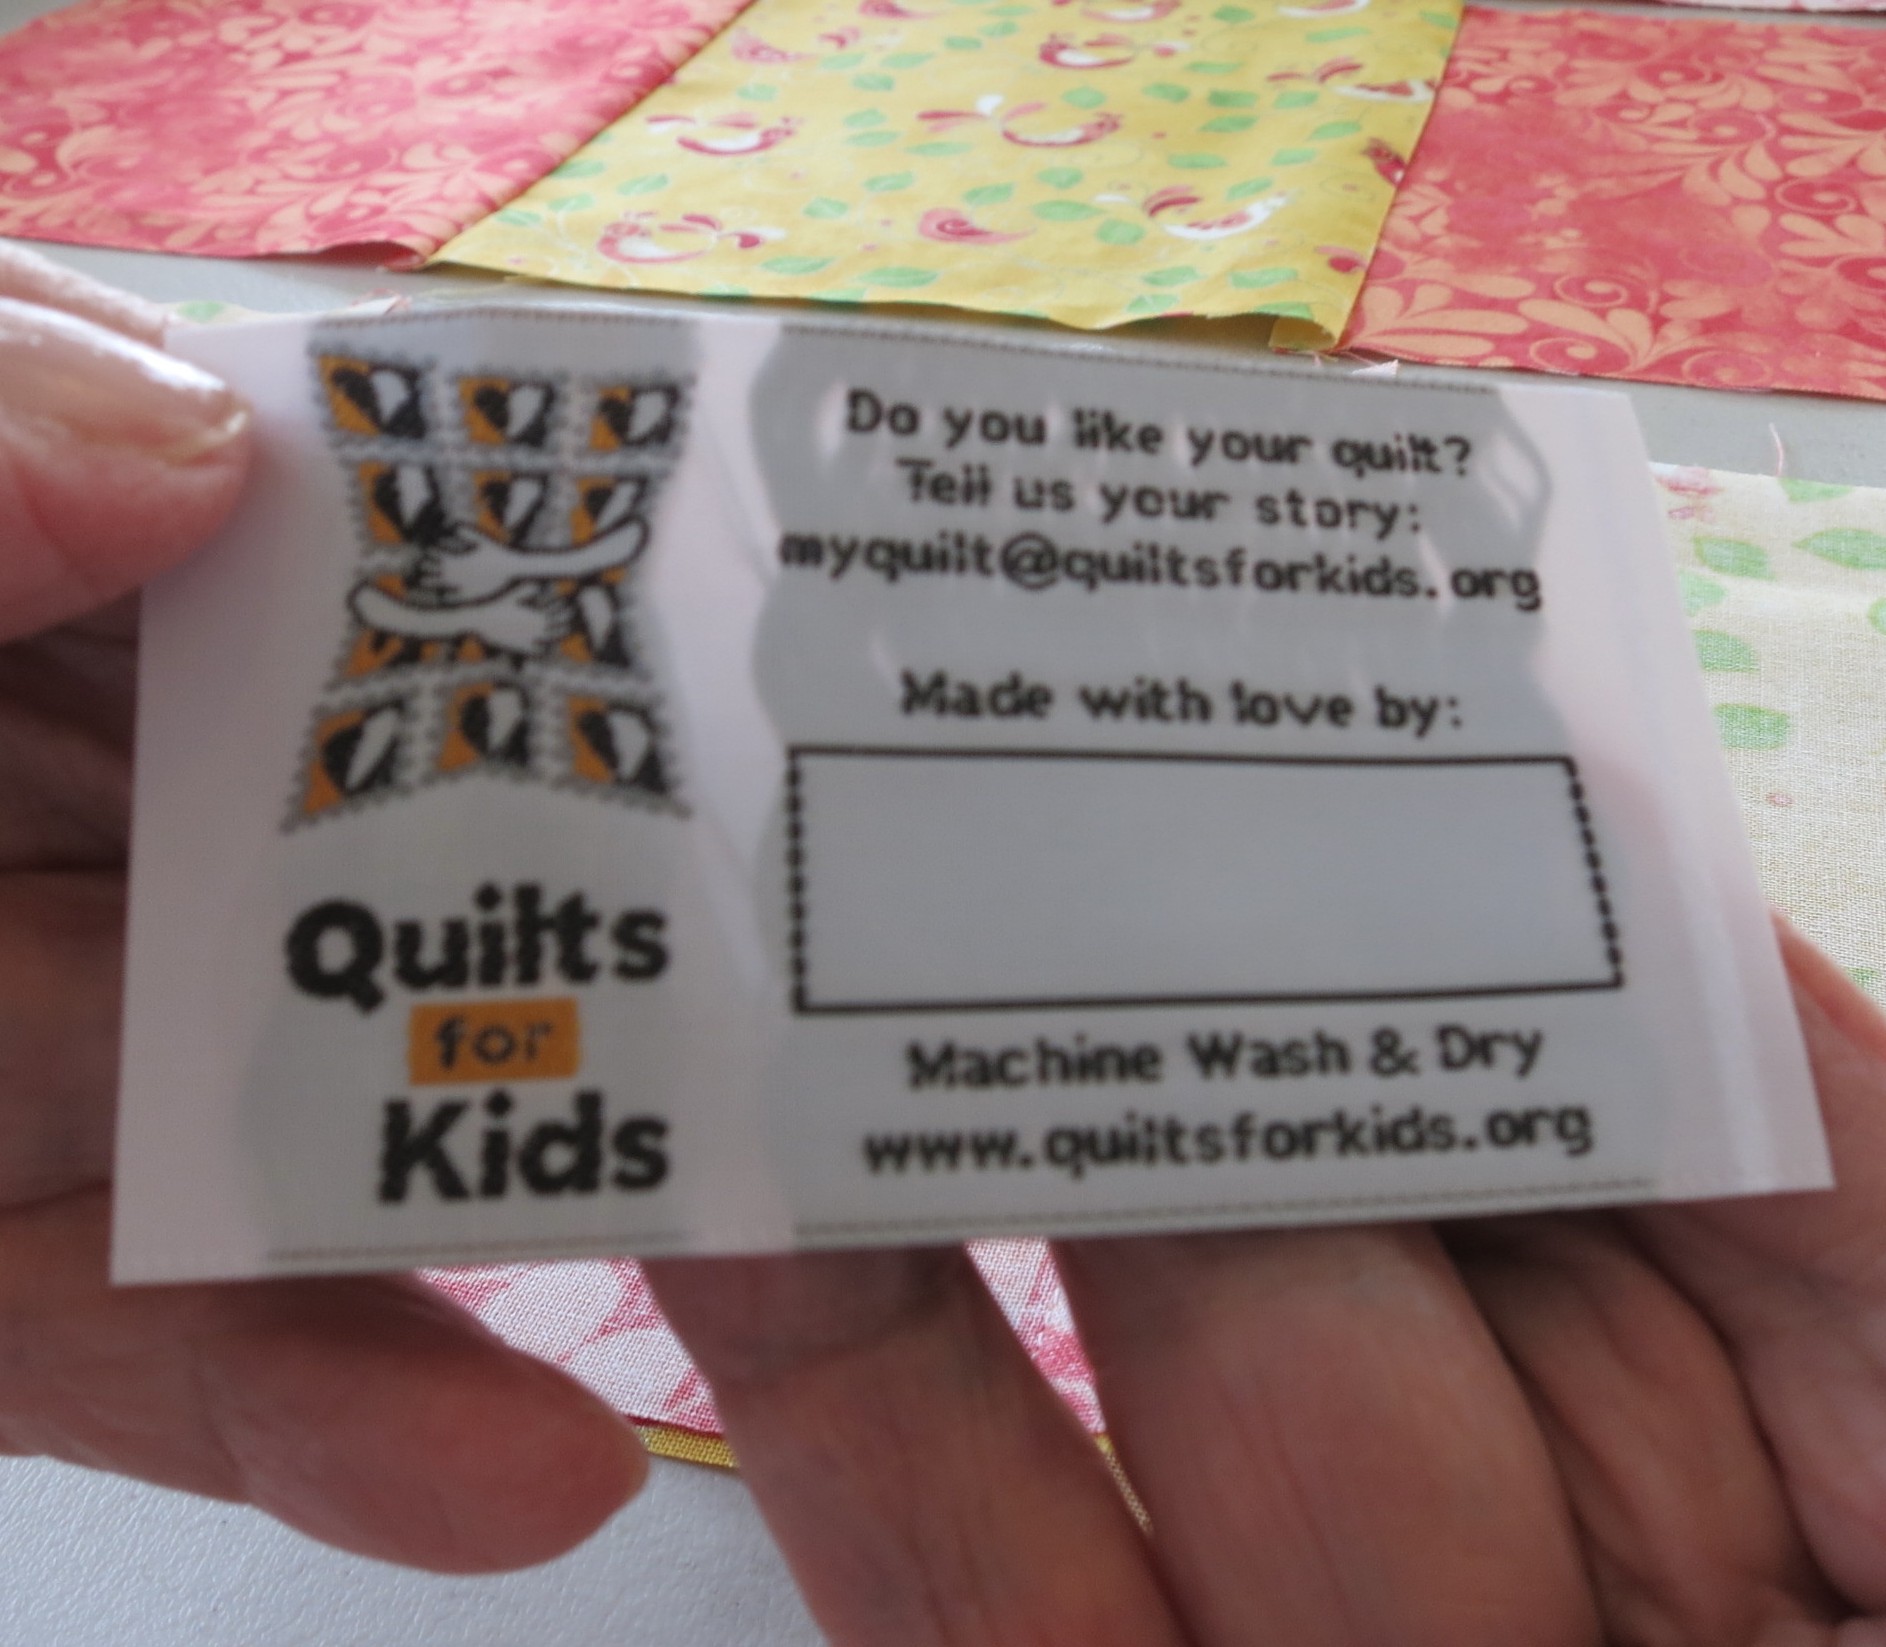 Quilts
for
Kids
Do you like your quilt?
Tell us your story:
myquilt@quiltsforkids.org
Made with love by:
Machine Wash & Dry
www.quiltsforkids.org